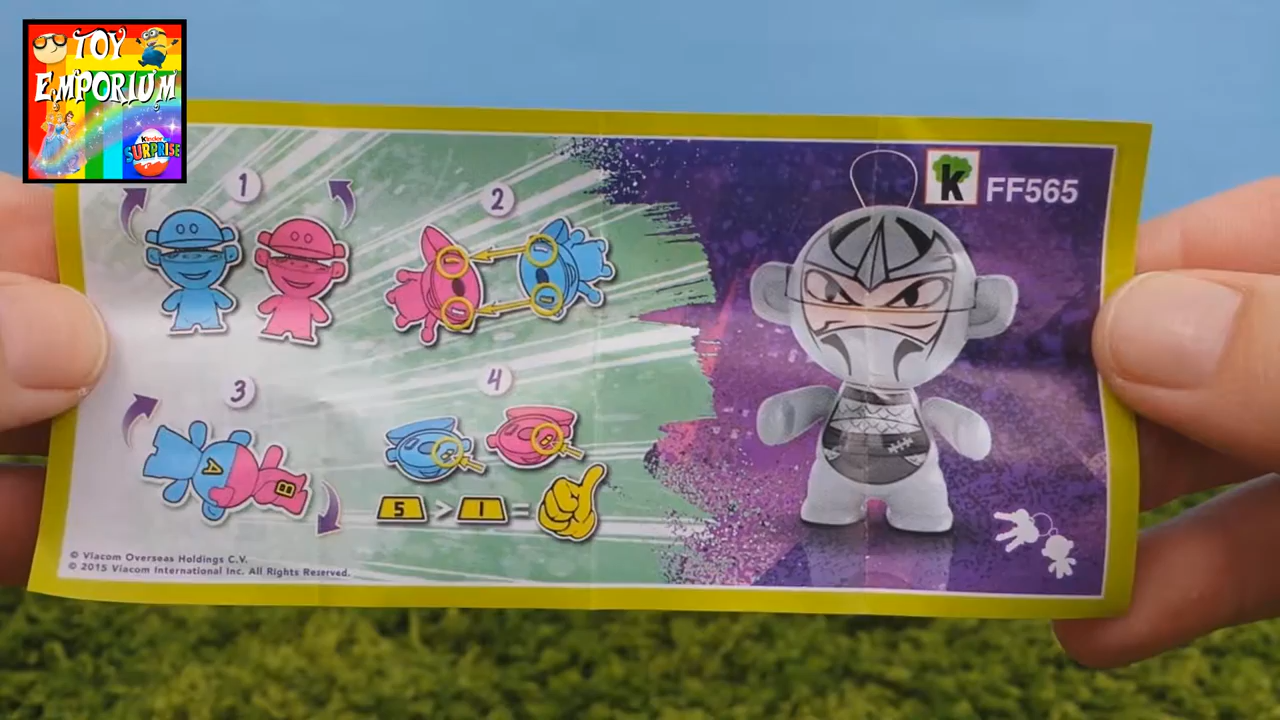 TOY
EMPORIUM
Kinder
SURPRISE
1
2
k
FF565
3
4
A
B
5 > 1 =
© Viacom Overseas Holdings C.V.
© 2015 Viacom International Inc. All Rights Reserved.